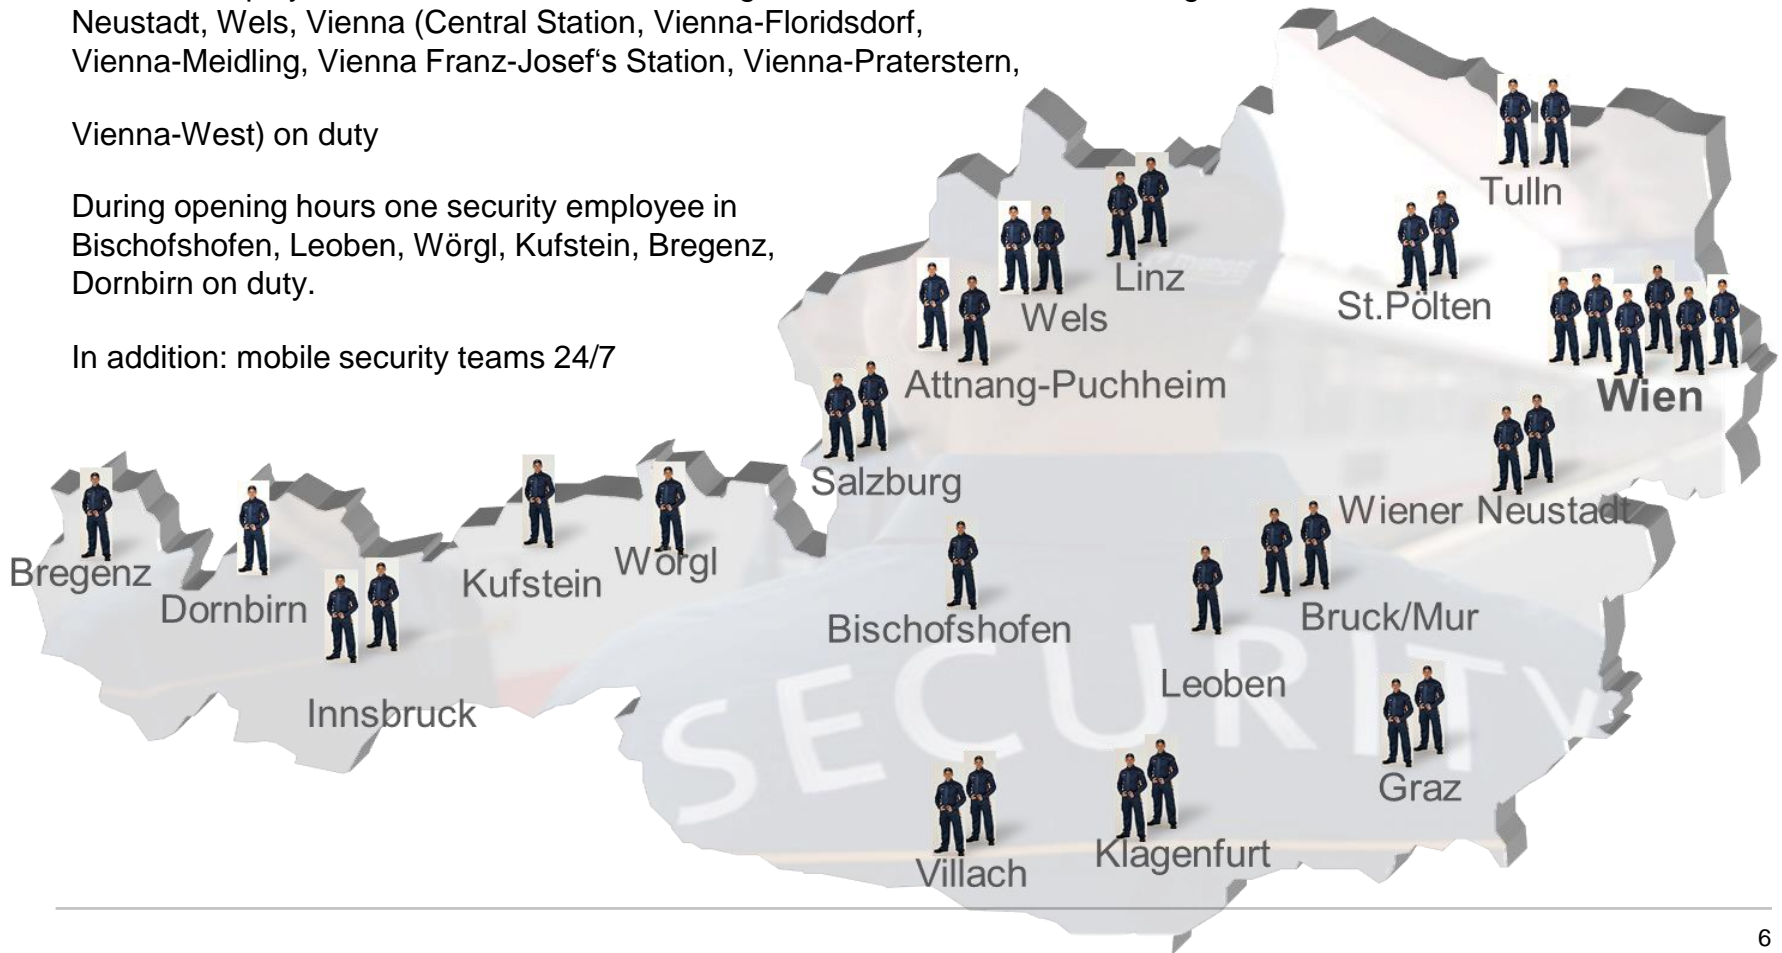 Neustadt, Wels, Vienna (Central Station, Vienna-Floridsdorf,
Vienna-Meidling, Vienna Franz-Josef‘s Station, Vienna-Praterstern,
Vienna-West) on duty
During opening hours one security employee in
Bischofshofen, Leoben, Wörgl, Kufstein, Bregenz,
Dornbirn on duty.
In addition: mobile security teams 24/7
Tulln
Linz
St.Pölten
Wels
Attnang-Puchheim
Wien
Salzburg
Wiener Neustadt
Bregenz
Dornbirn
Kufstein
Wörgl
Bischofshofen
Bruck/Mur
Innsbruck
Leoben
SECURITY
Graz
Villach
Klagenfurt
6